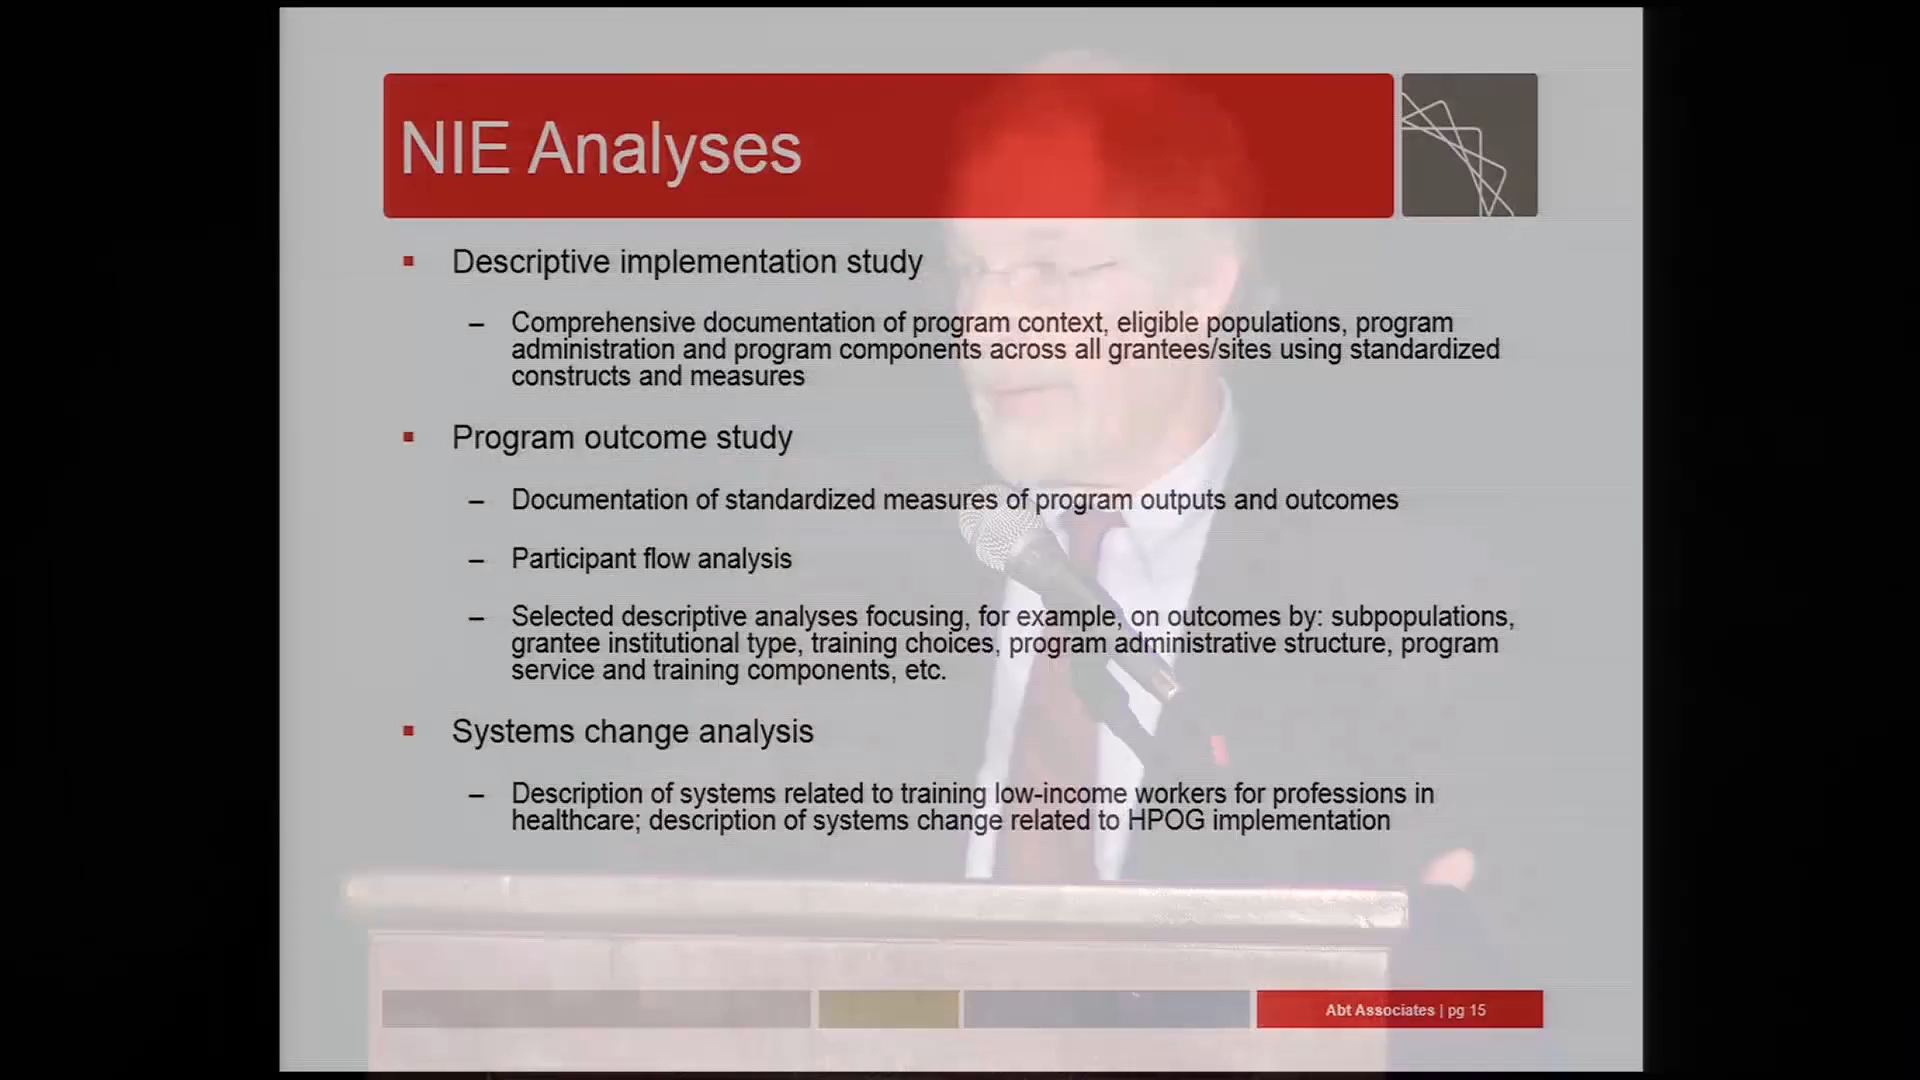 NIE Analyses
▪ Descriptive implementation study
– Comprehensive documentation of program context, eligible populations, program
administration and program components across all grantees/sites using standardized
constructs and measures
▪ Program outcome study
– Documentation of standardized measures of program outputs and outcomes
– Participant flow analysis
– Selected descriptive analyses focusing, for example, on outcomes by: subpopulations,
grantee institutional type, training choices, program administrative structure, program
service and training components, etc.
▪ Systems change analysis
– Description of systems related to training low-income workers for professions in
healthcare; description of systems change related to HPOG implementation
Abt Associates | pg 15